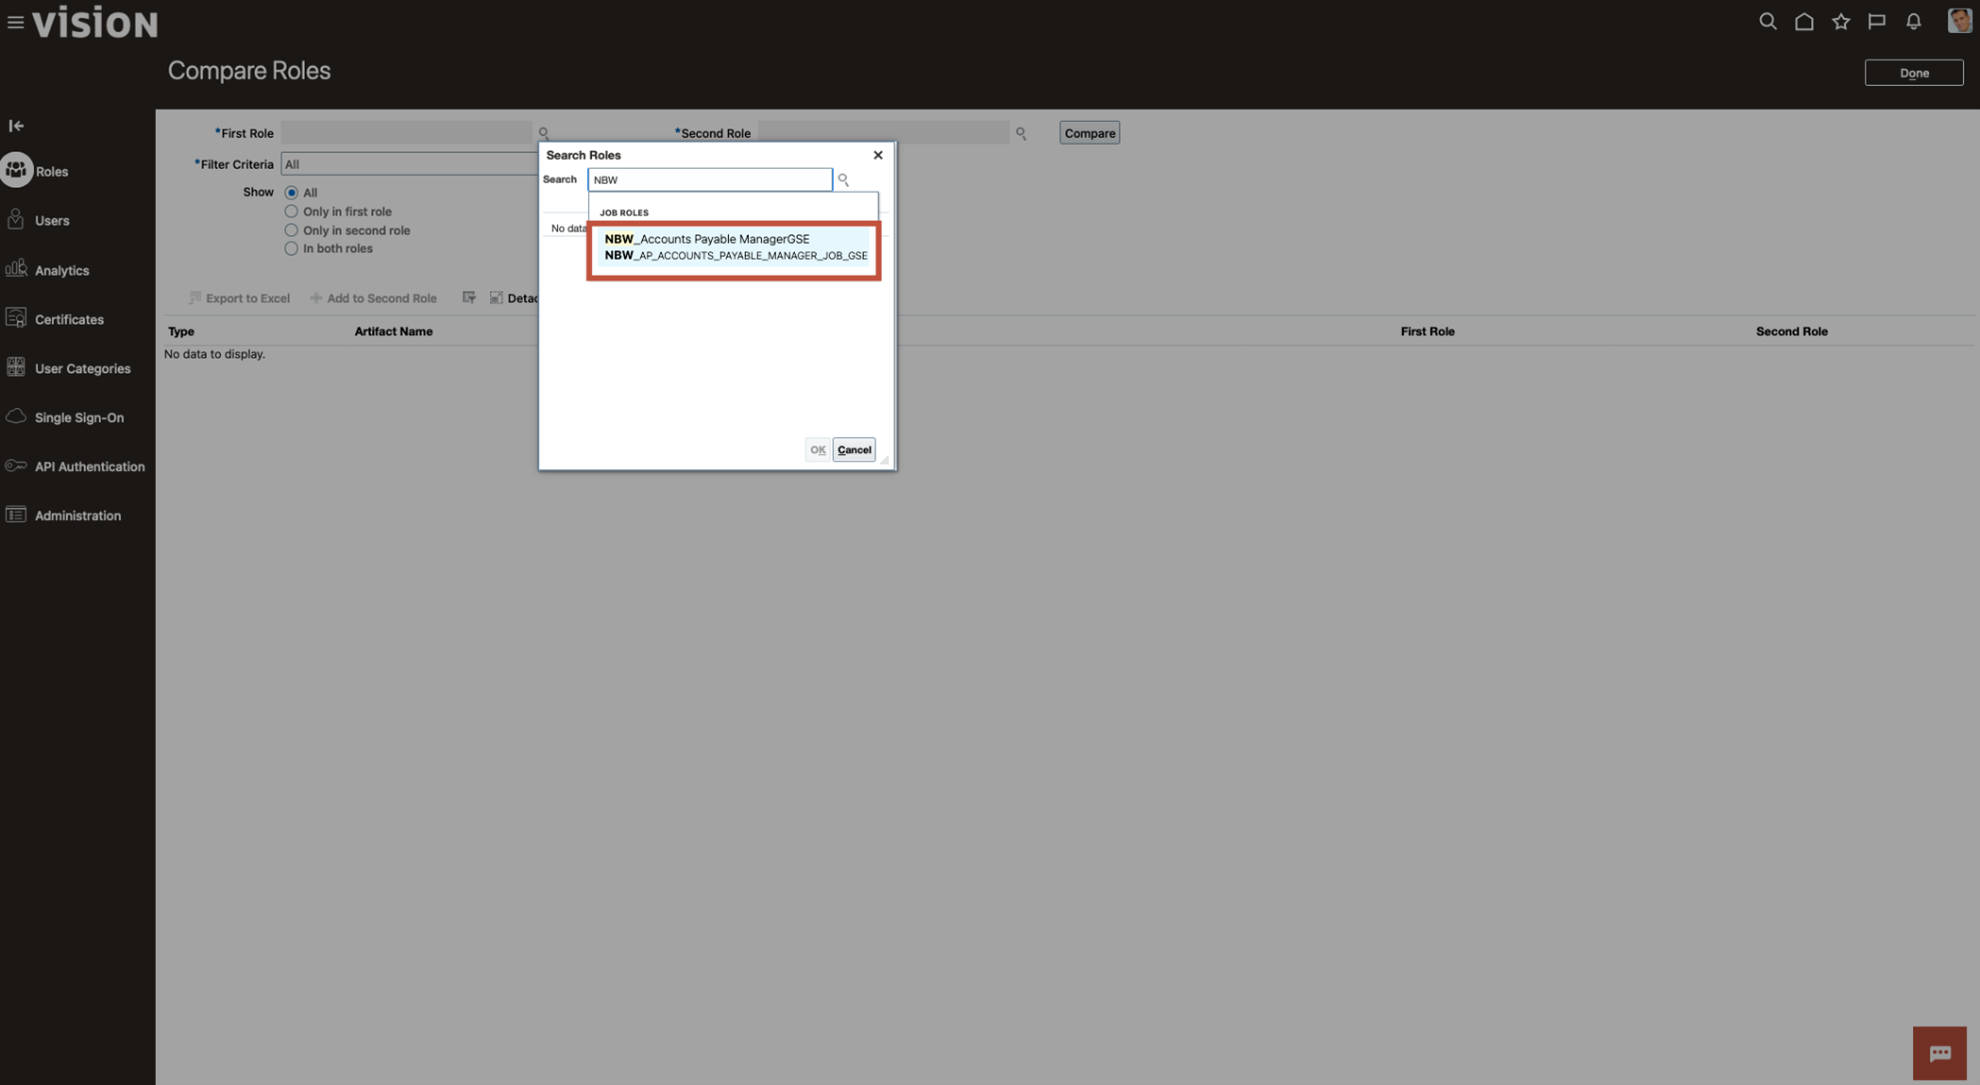 vision
Compare Roles
Done
*First Role
*Second Role
Compare
*Filter Criteria
All
Show
All
Only in first role
Only in second role
In both roles
Export to Excel
Add to Second Role
Detac
Type
Artifact Name
First Role
Second Role
No data to display.
Roles
Users
Analytics
Certificates
User Categories
Single Sign-On
API Authentication
Administration
Search Roles
Search
NBW
JOB ROLES
No data
NBW_Accounts Payable ManagerGSE
NBW_AP_ACCOUNTS_PAYABLE_MANAGER_JOB_GSE
OK
Cancel